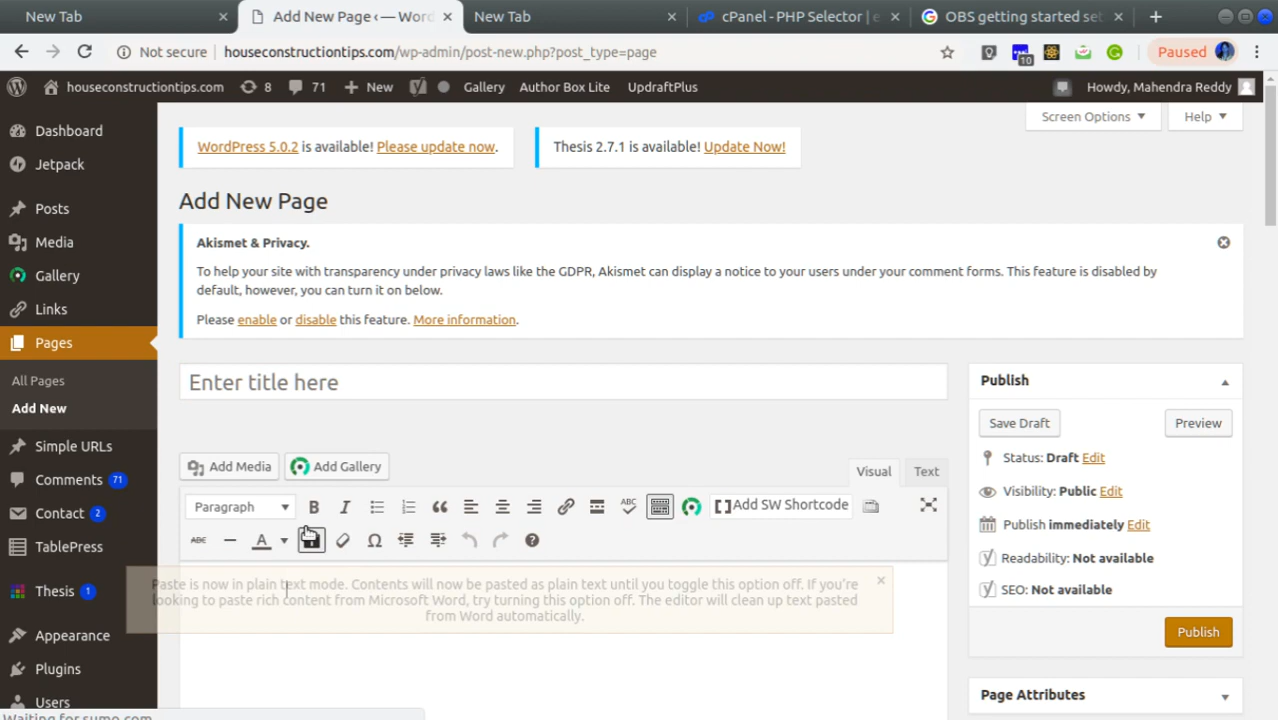 New Tab
Add New Page ‹ — Word
New Tab
cPanel - PHP Selector | e
OBS getting started set
Not secure
houseconstructiontips.com/wp-admin/post-new.php?post_type=page
10
Paused
houseconstructiontips.com
8
71
New
Gallery
Author Box Lite
UpdraftPlus
Howdy, Mahendra Reddy
Dashboard
Jetpack
Posts
Media
Gallery
Links
Pages
All Pages
Add New
Simple URLs
Comments 71
Contact 2
TablePress
Thesis 1
Appearance
Plugins
Users
Screen Options
Help
WordPress 5.0.2 is available! Please update now.
Thesis 2.7.1 is available! Update Now!
Add New Page
Akismet & Privacy.
To help your site with transparency under privacy laws like the GDPR, Akismet can display a notice to your users under your comment forms. This feature is disabled by
default, however, you can turn it on below.
Please enable or disable this feature. More information.
Enter title here
Add Media
Add Gallery
Visual
Text
Paragraph
B
I
ABC
Add SW Shortcode
ABC
A
Paste is now in plain text mode. Contents will now be pasted as plain text until you toggle this option off. If you're
looking to paste rich content from Microsoft Word, try turning this option off. The editor will clean up text pasted
from Word automatically.
Publish
Save Draft
Preview
Status: Draft Edit
Visibility: Public Edit
Publish immediately Edit
Readability: Not available
SEO: Not available
Publish
Page Attributes
Waiting for sumo.com